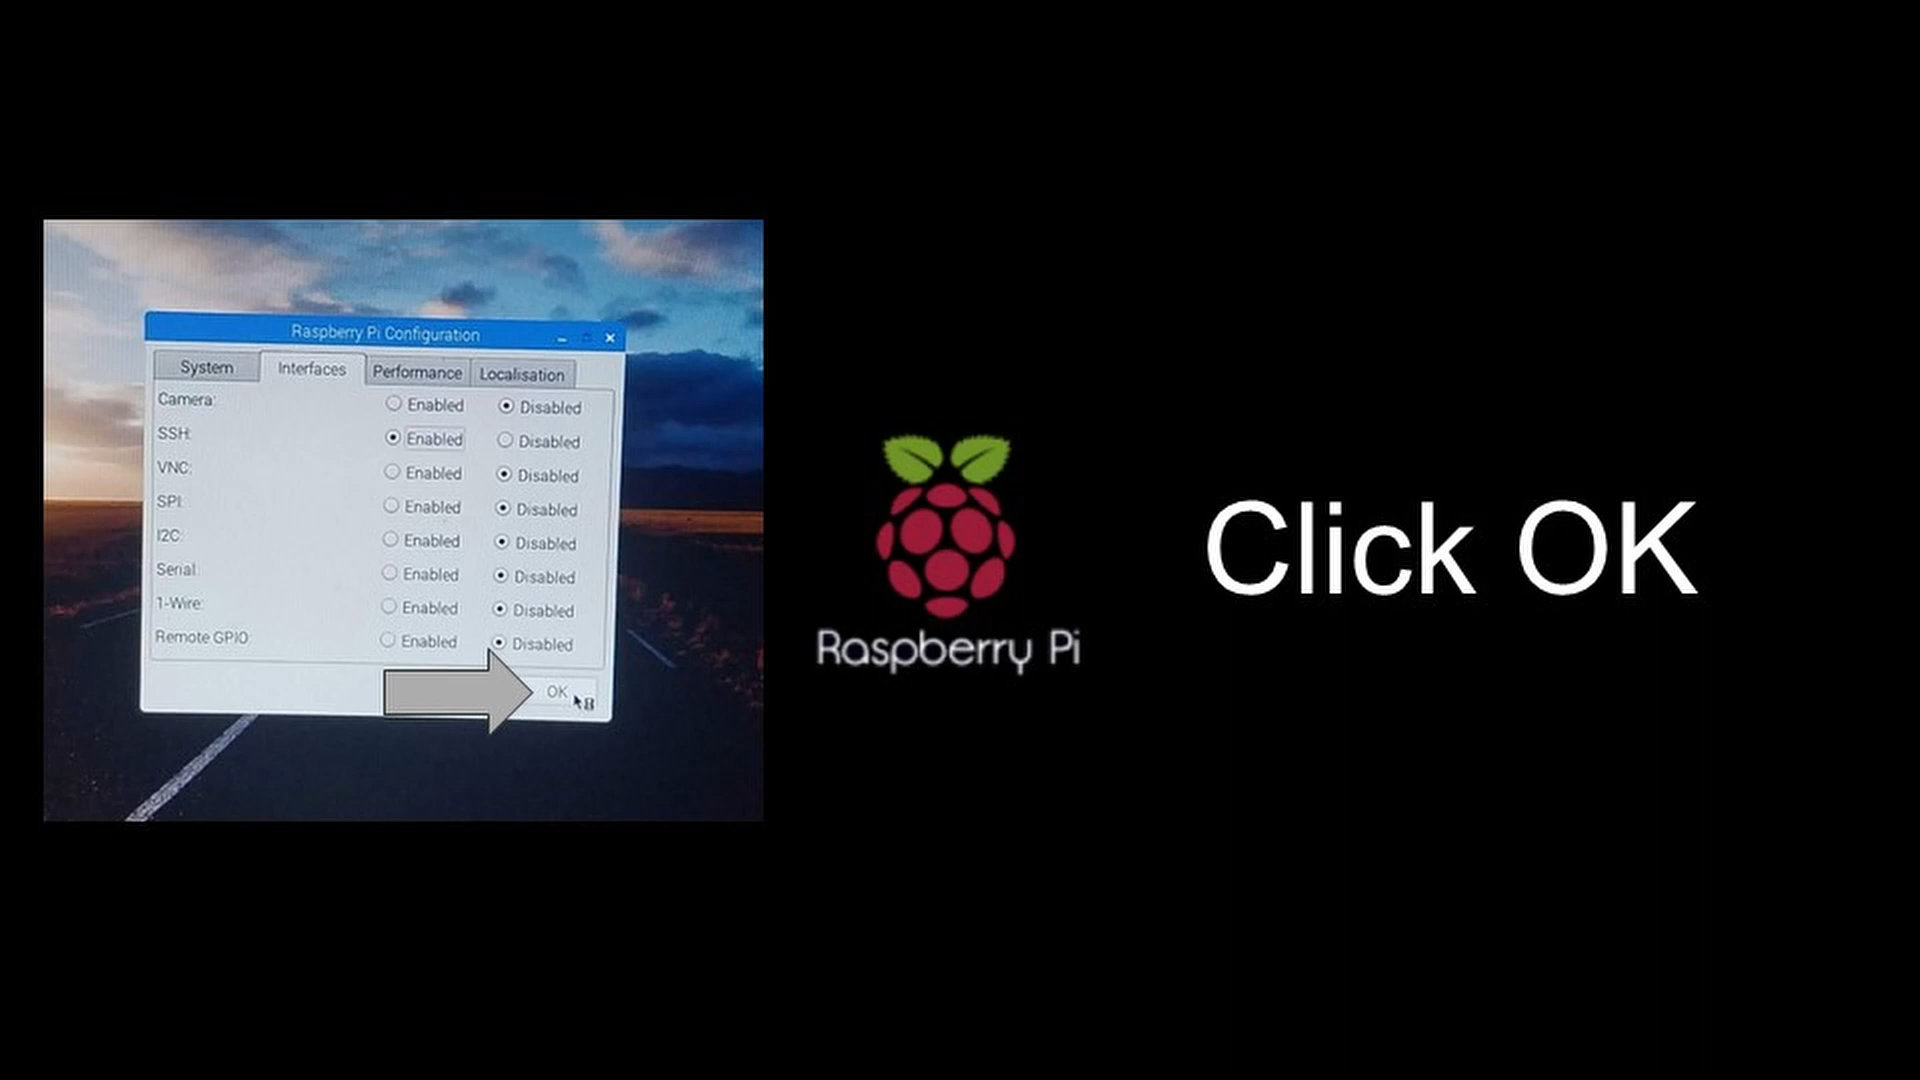 Raspberry Pi Configuration
System Interfaces Performance Localisation
Camera: Enabled Disabled
SSH: Enabled Disabled
VNC: Enabled Disabled
SPI: Enabled Disabled
I2C: Enabled Disabled
Serial: Enabled Disabled
1-Wire: Enabled Disabled
Remote GPIO Enabled Disabled
OK
Raspberry Pi
Click OK